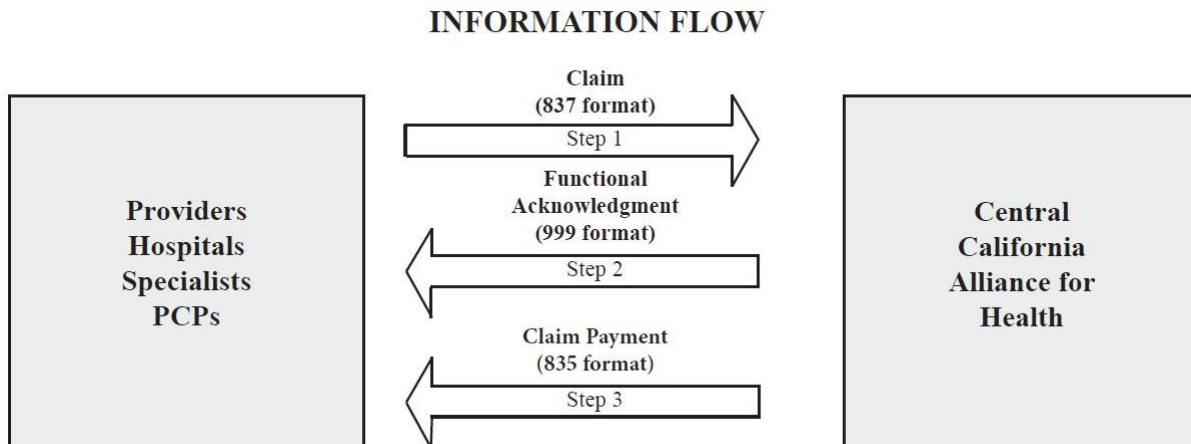 INFORMATION FLOW
Claim
(837 format)
Step 1
Functional
Acknowledgment
(999 format)
Step 2
Claim Payment
(835 format)
Step 3
Providers
Hospitals
Specialists
PCPs
Central
California
Alliance for
Health